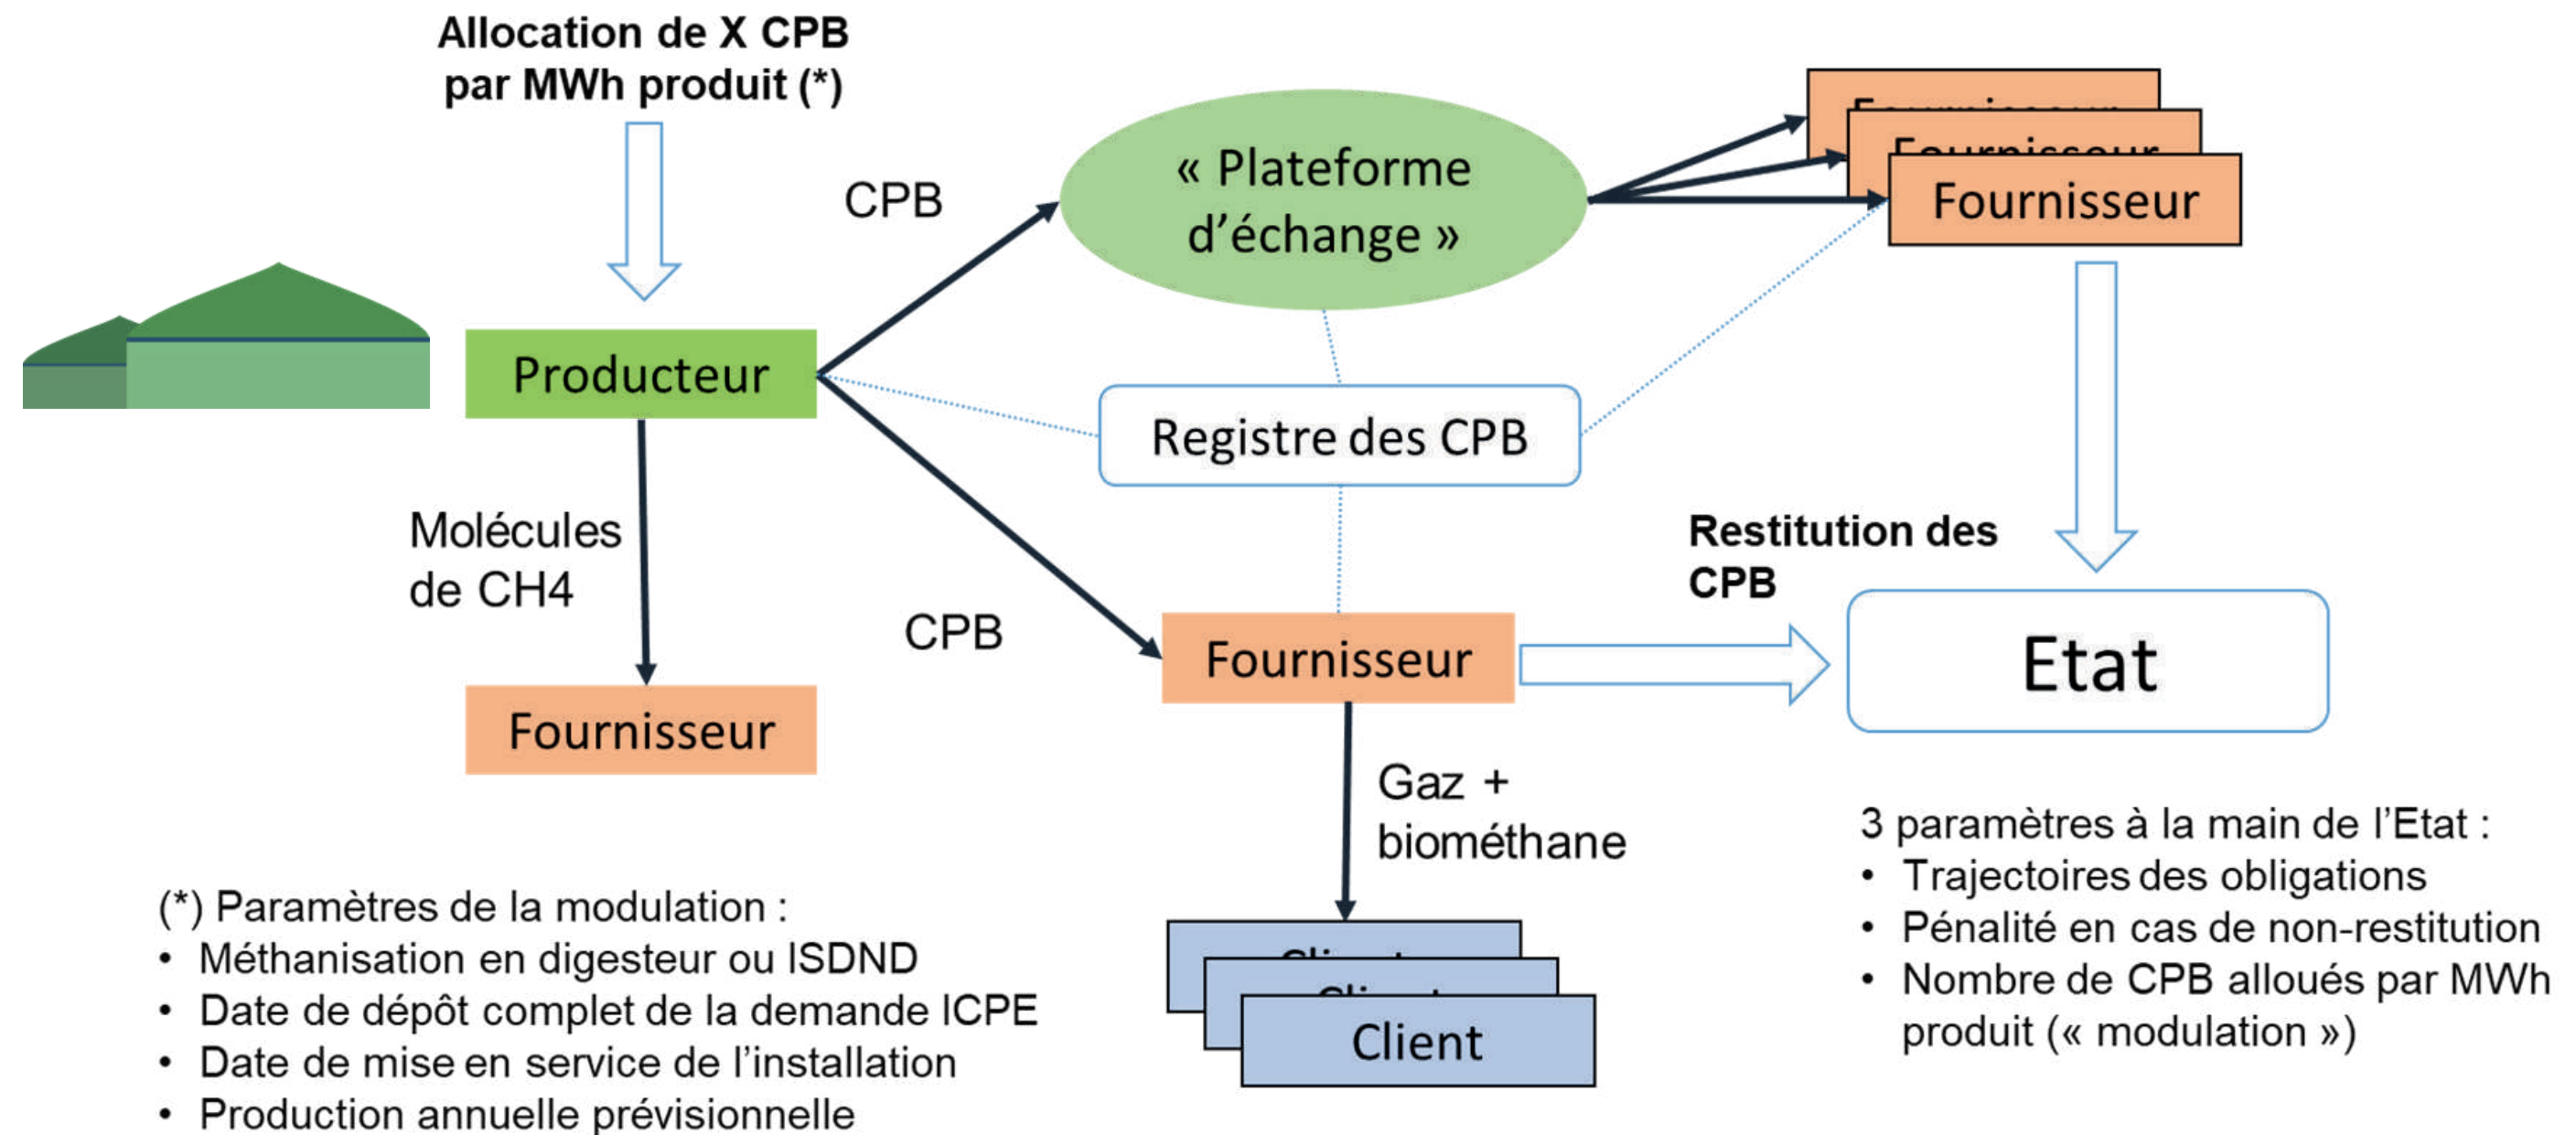 Allocation de X CPB
par MWh produit (*)
CPB
« Plateforme
d'échange »
Fournisseur
Fournisseur
Fournisseur
Producteur
Registre des CPB
Molécules
de CH4
CPB
Restitution des
CPB
Fournisseur
Etat
Fournisseur
Gaz +
biométhane
3 paramètres à la main de l'Etat :
• Trajectoires des obligations
• Pénalité en cas de non-restitution
• Nombre de CPB alloués par MWh
produit (« modulation »)
(*) Paramètres de la modulation :
• Méthanisation en digesteur ou ISDND
• Date de dépôt complet de la demande ICPE
• Date de mise en service de l'installation
• Production annuelle prévisionnelle
Client
Client
Client